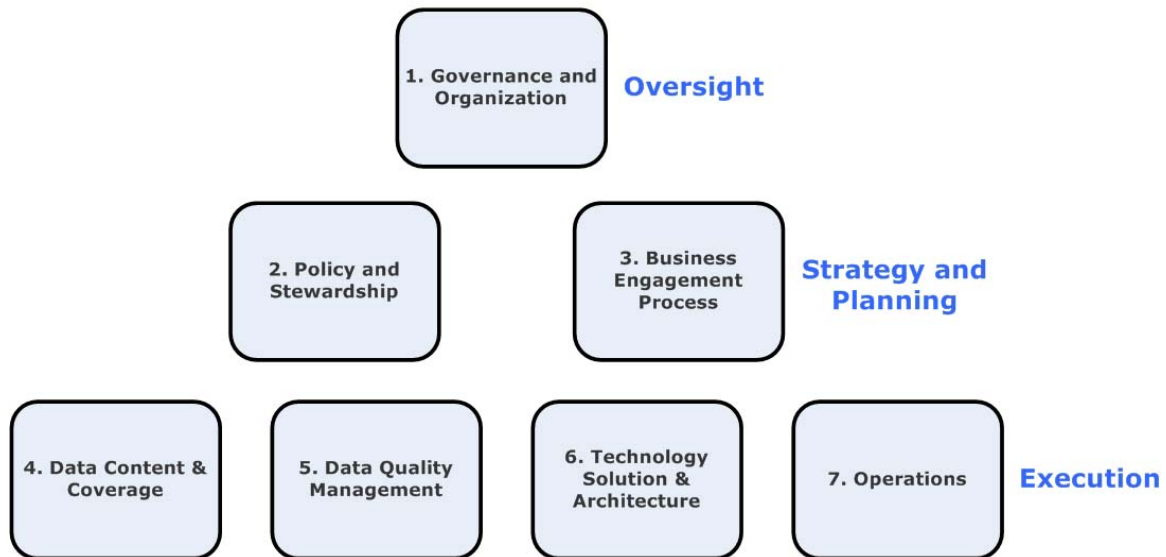 1. Governance and
Organization
Oversight
2. Policy and
Stewardship
3. Business
Engagement
Process
Strategy and
Planning
4. Data Content &
Coverage
5. Data Quality
Management
6. Technology
Solution &
Architecture
7. Operations
Execution